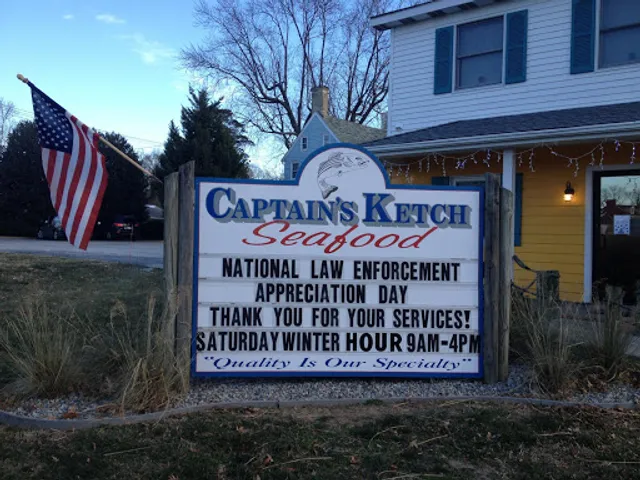 CAPTAIN'S KETCH
Seafood
NATIONAL LAW ENFORCEMENT
APPRECIATION DAY
THANK YOU FOR YOUR SERVICES!
SATURDAY WINTER HOUR 9AM-4PM
"Quality Is Our Specialty"